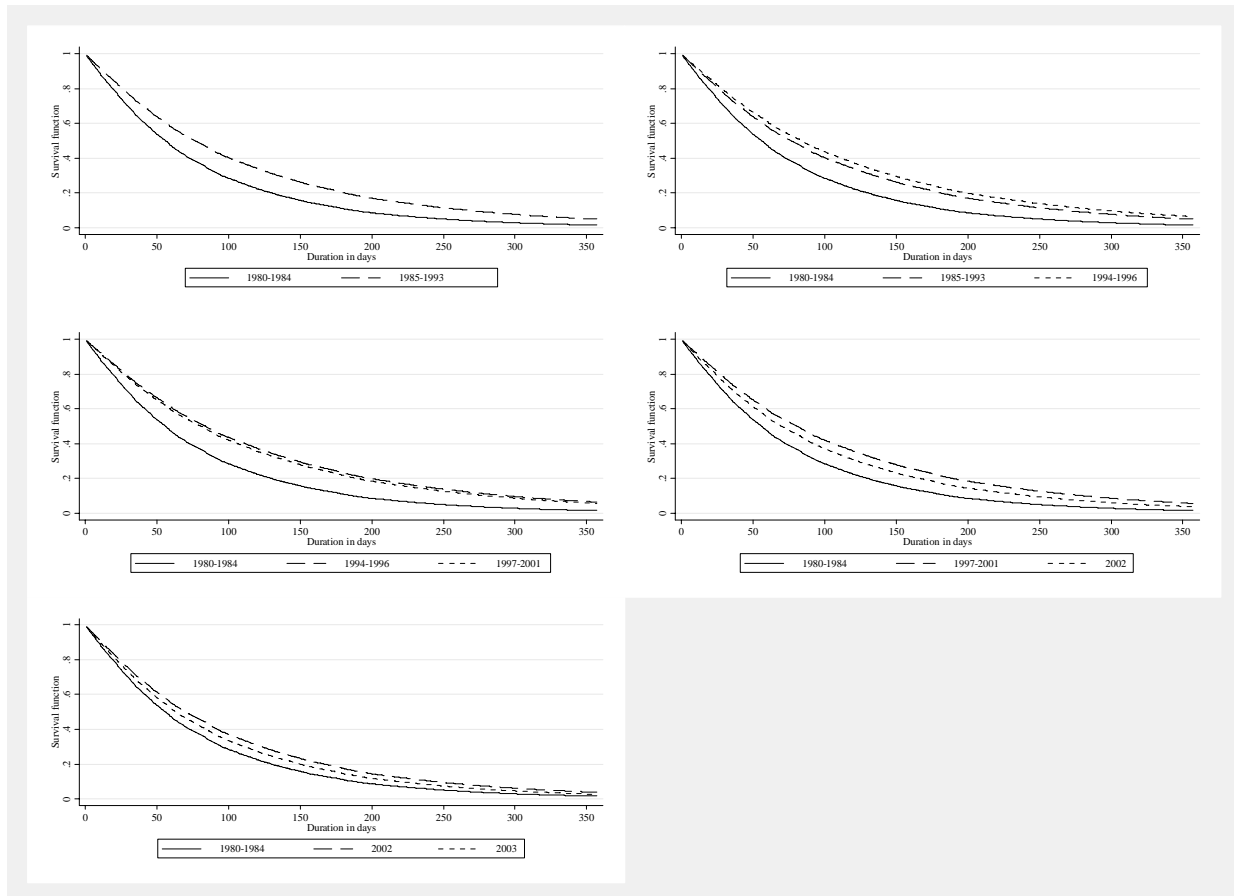 Survival function
0 .2 .4 .6 .8 1
0 50 100 150 200 250 300 350
Duration in days
1980-1984 1985-1993
Survival function
0 .2 .4 .6 .8 1
0 50 100 150 200 250 300 350
Duration in days
1980-1984 1985-1993 1994-1996
Survival function
0 .2 .4 .6 .8 1
0 50 100 150 200 250 300 350
Duration in days
1980-1984 1994-1996 1997-2001
Survival function
0 .2 .4 .6 .8 1
0 50 100 150 200 250 300 350
Duration in days
1980-1984 1997-2001 2002
Survival function
0 .2 .4 .6 .8 1
0 50 100 150 200 250 300 350
Duration in days
1980-1984 2002 2003